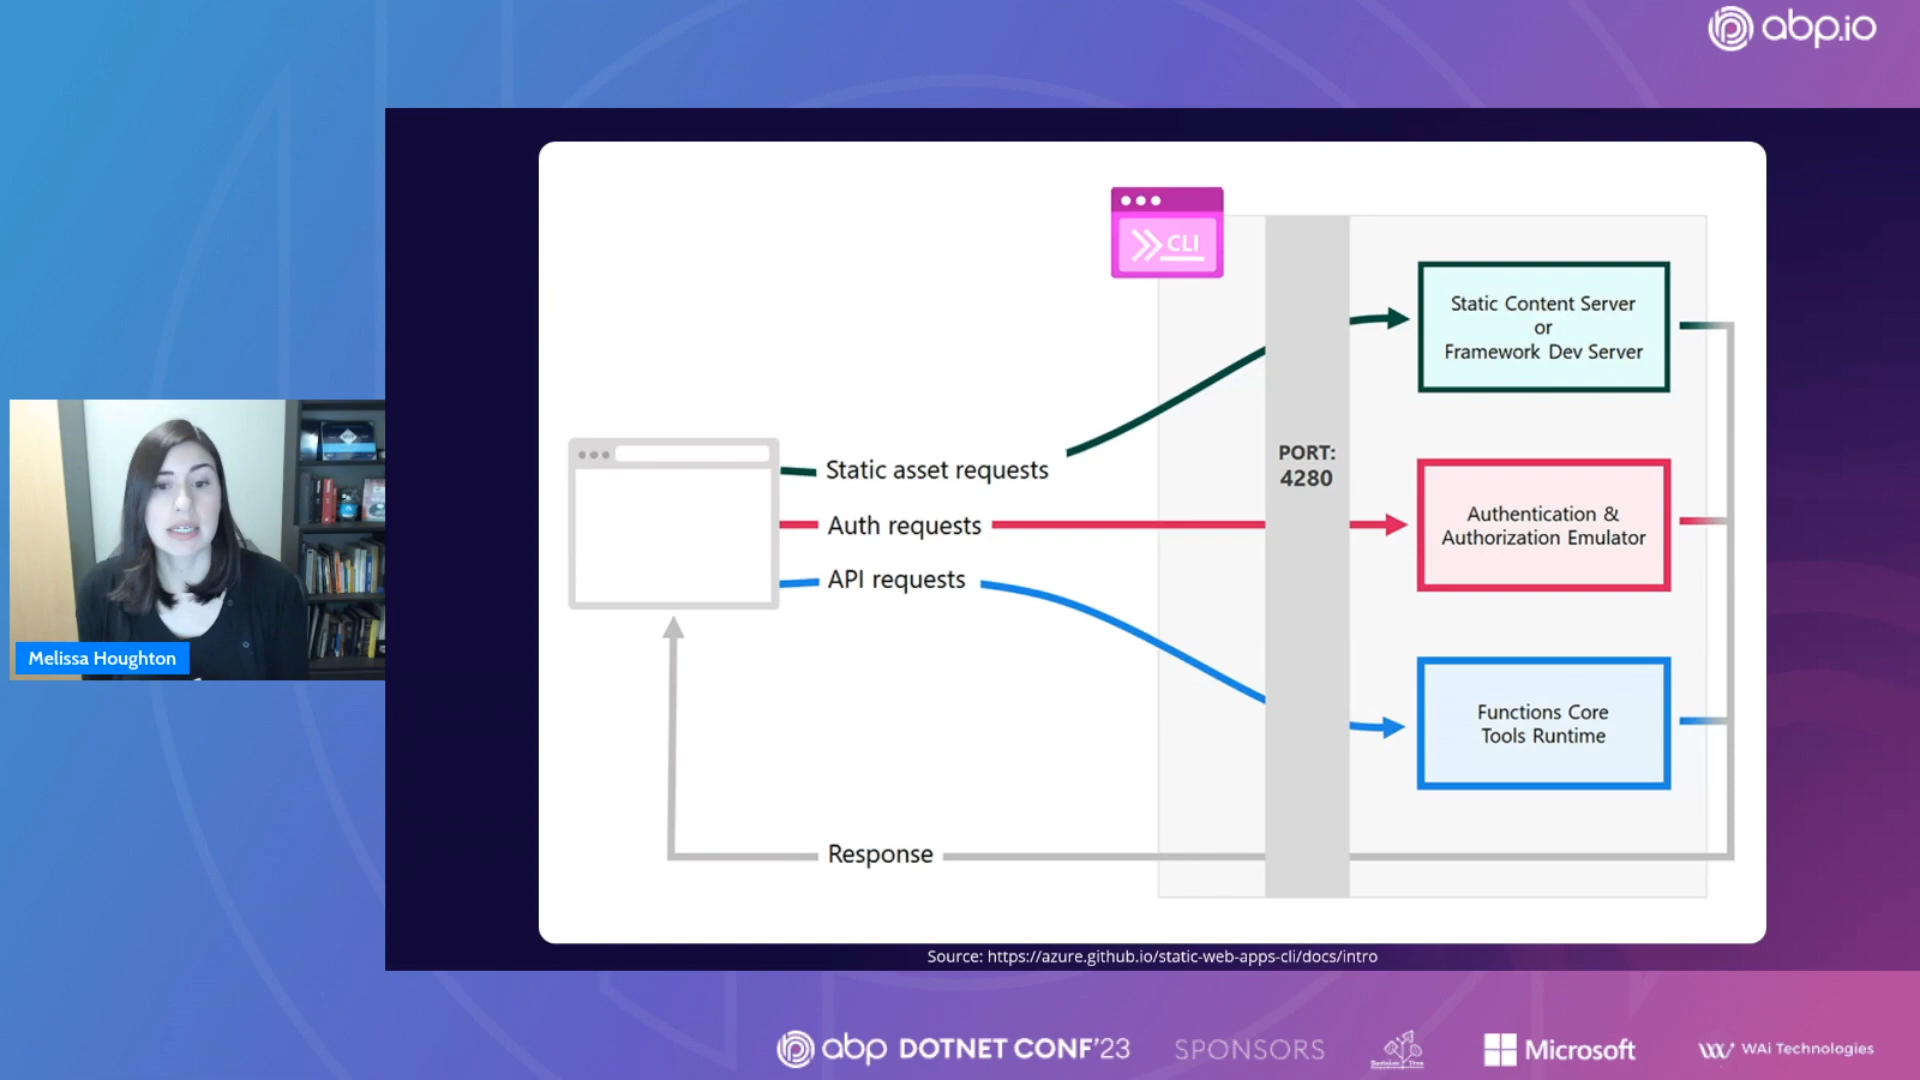 abp.io
CLI
Static Content Server
or
Framework Dev Server
PORT:
4280
Static asset requests
Auth requests
API requests
Authentication &
Authorization Emulator
Functions Core
Tools Runtime
Response
Melissa Houghton
Source: https://azure.github.io/static-web-apps-cli/docs/intro
abp DOTNET CONF'23
SPONSORS
Microsoft
WAi Technologies